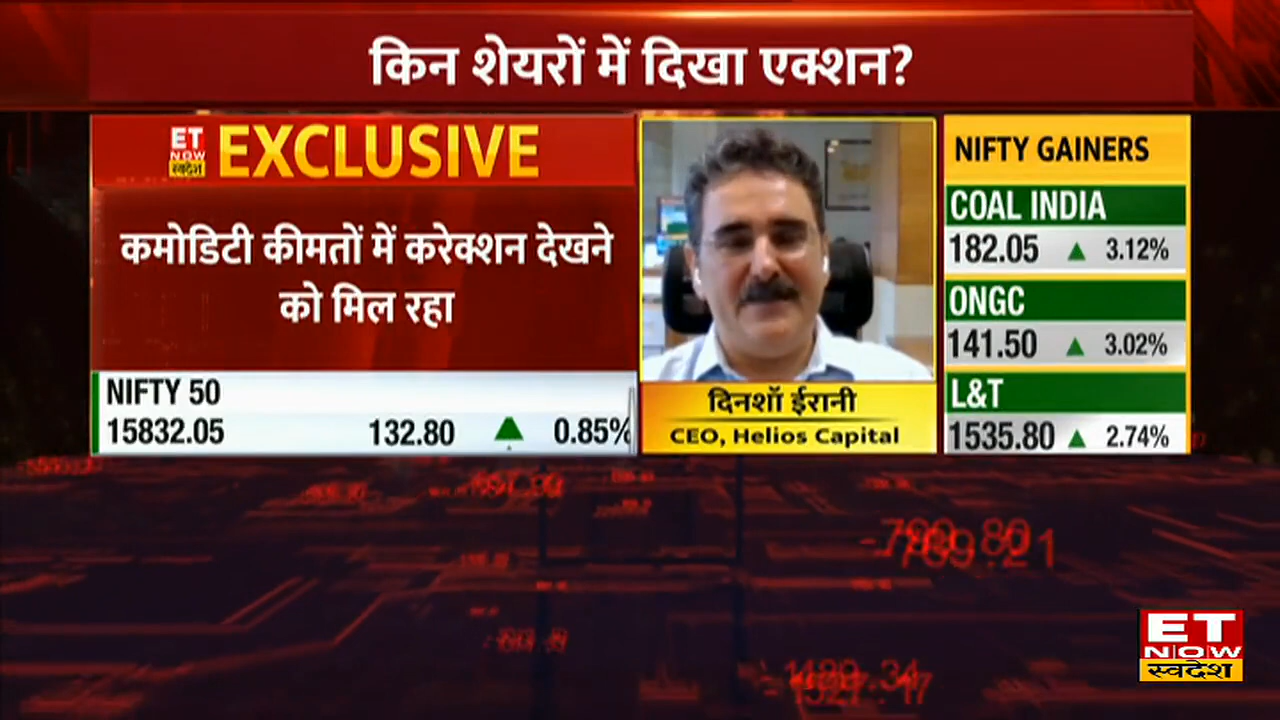 किन शेयरों में दिखा एक्शन?
ET
NOW
स्वदेश
EXCLUSIVE
कमोडिटी कीमतों में करेक्शन देखने
को मिल रहा
NIFTY 50
15832.05 132.80 ▲ 0.85%
दिनशॉ ईरानी
CEO, Helios Capital
NIFTY GAINERS
COAL INDIA
182.05 ▲ 3.12%
ONGC
141.50 ▲ 3.02%
L&T
1535.80 ▲ 2.74%
ET
NOW
स्वदेश